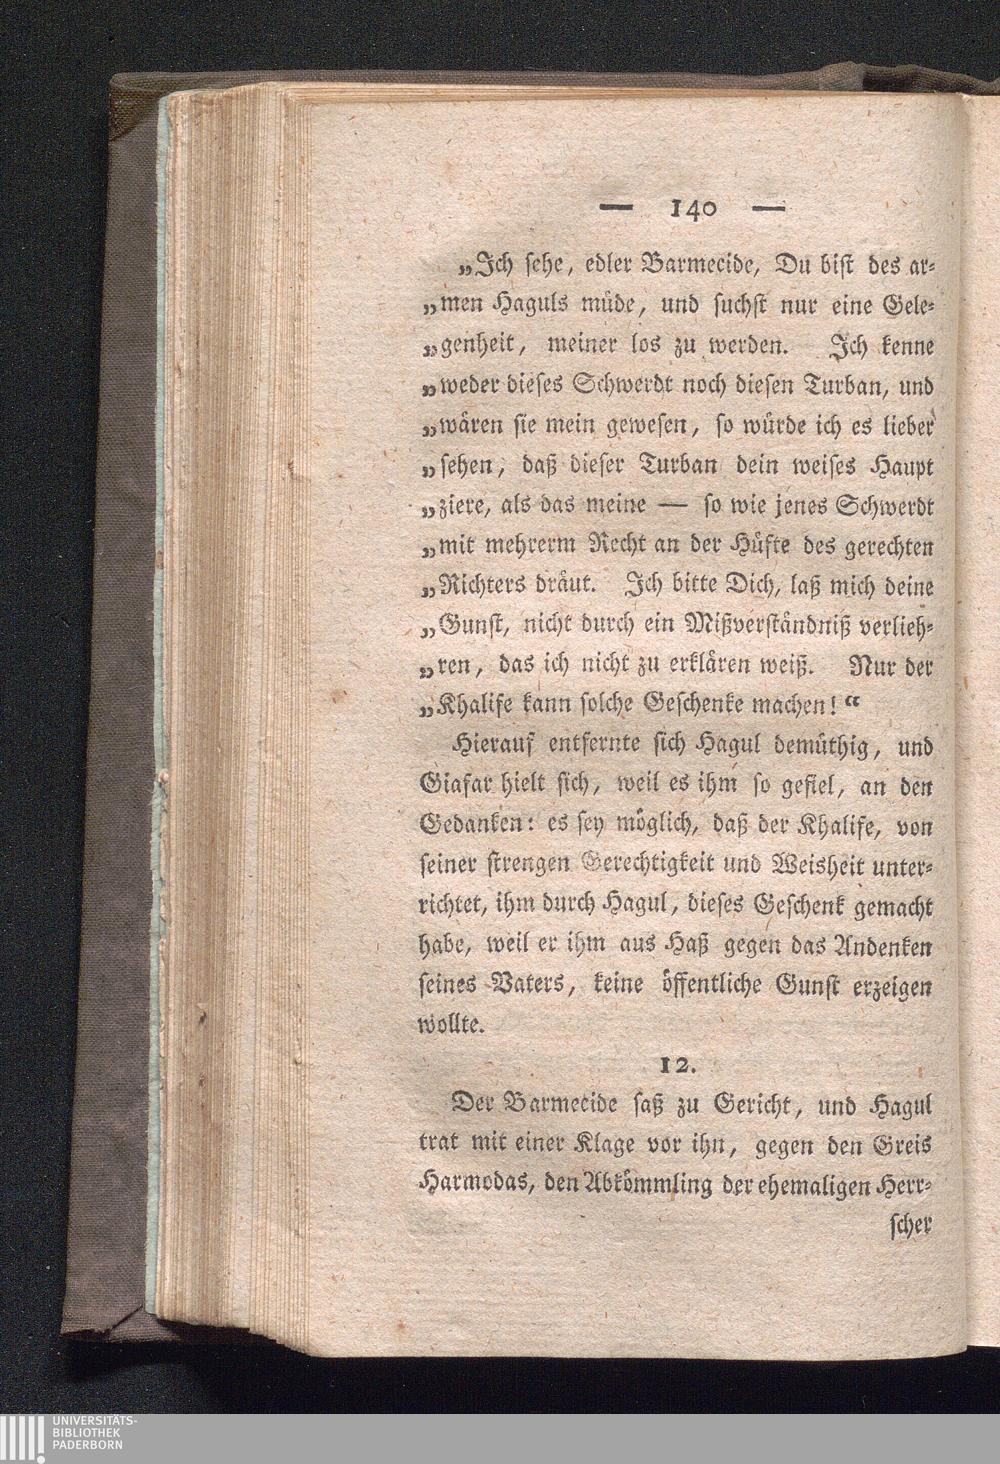 — 140 —
„Ich sehe, edler Barmecide, Du bist des ar-
„men Haguls müde, und suchst nur eine Gele-
„genheit, meiner los zu werden. Ich kenne
„weder dieses Schwerdt noch diesen Turban, und
„wären sie mein gewesen, so würde ich es lieber
„sehen, daß dieser Turban dein weises Haupt
„ziere, als das meine — so wie jenes Schwerdt
„mit mehrerm Recht an der Hüfte des gerechten
„Richters dräut. Ich bitte Dich, laß mich deine
„Gunst, nicht durch ein Mißverständniß verlieh-
„ren, das ich nicht zu erklären weiß. Nur der
„Khalife kann solche Geschenke machen!“
Hierauf entfernte sich Hagul demüthig, und
Giafar hielt sich, weil es ihm so gefiel, an den
Gedanken: es sey möglich, daß der Khalife, von
seiner strengen Gerechtigkeit und Weisheit unter-
richtet, ihm durch Hagul, dieses Geschenk gemacht
habe, weil er ihm aus Haß gegen das Andenken
seines Vaters, keine öffentliche Gunst erzeigen
wollte.
12.
Der Barmecide saß zu Gericht, und Hagul
trat mit einer Klage vor ihn, gegen den Greis
Harmodas, den Abkömmling der ehemaligen Herr-
scher
UNIVERSITÄTS-
BIBLIOTHEK
PADERBORN